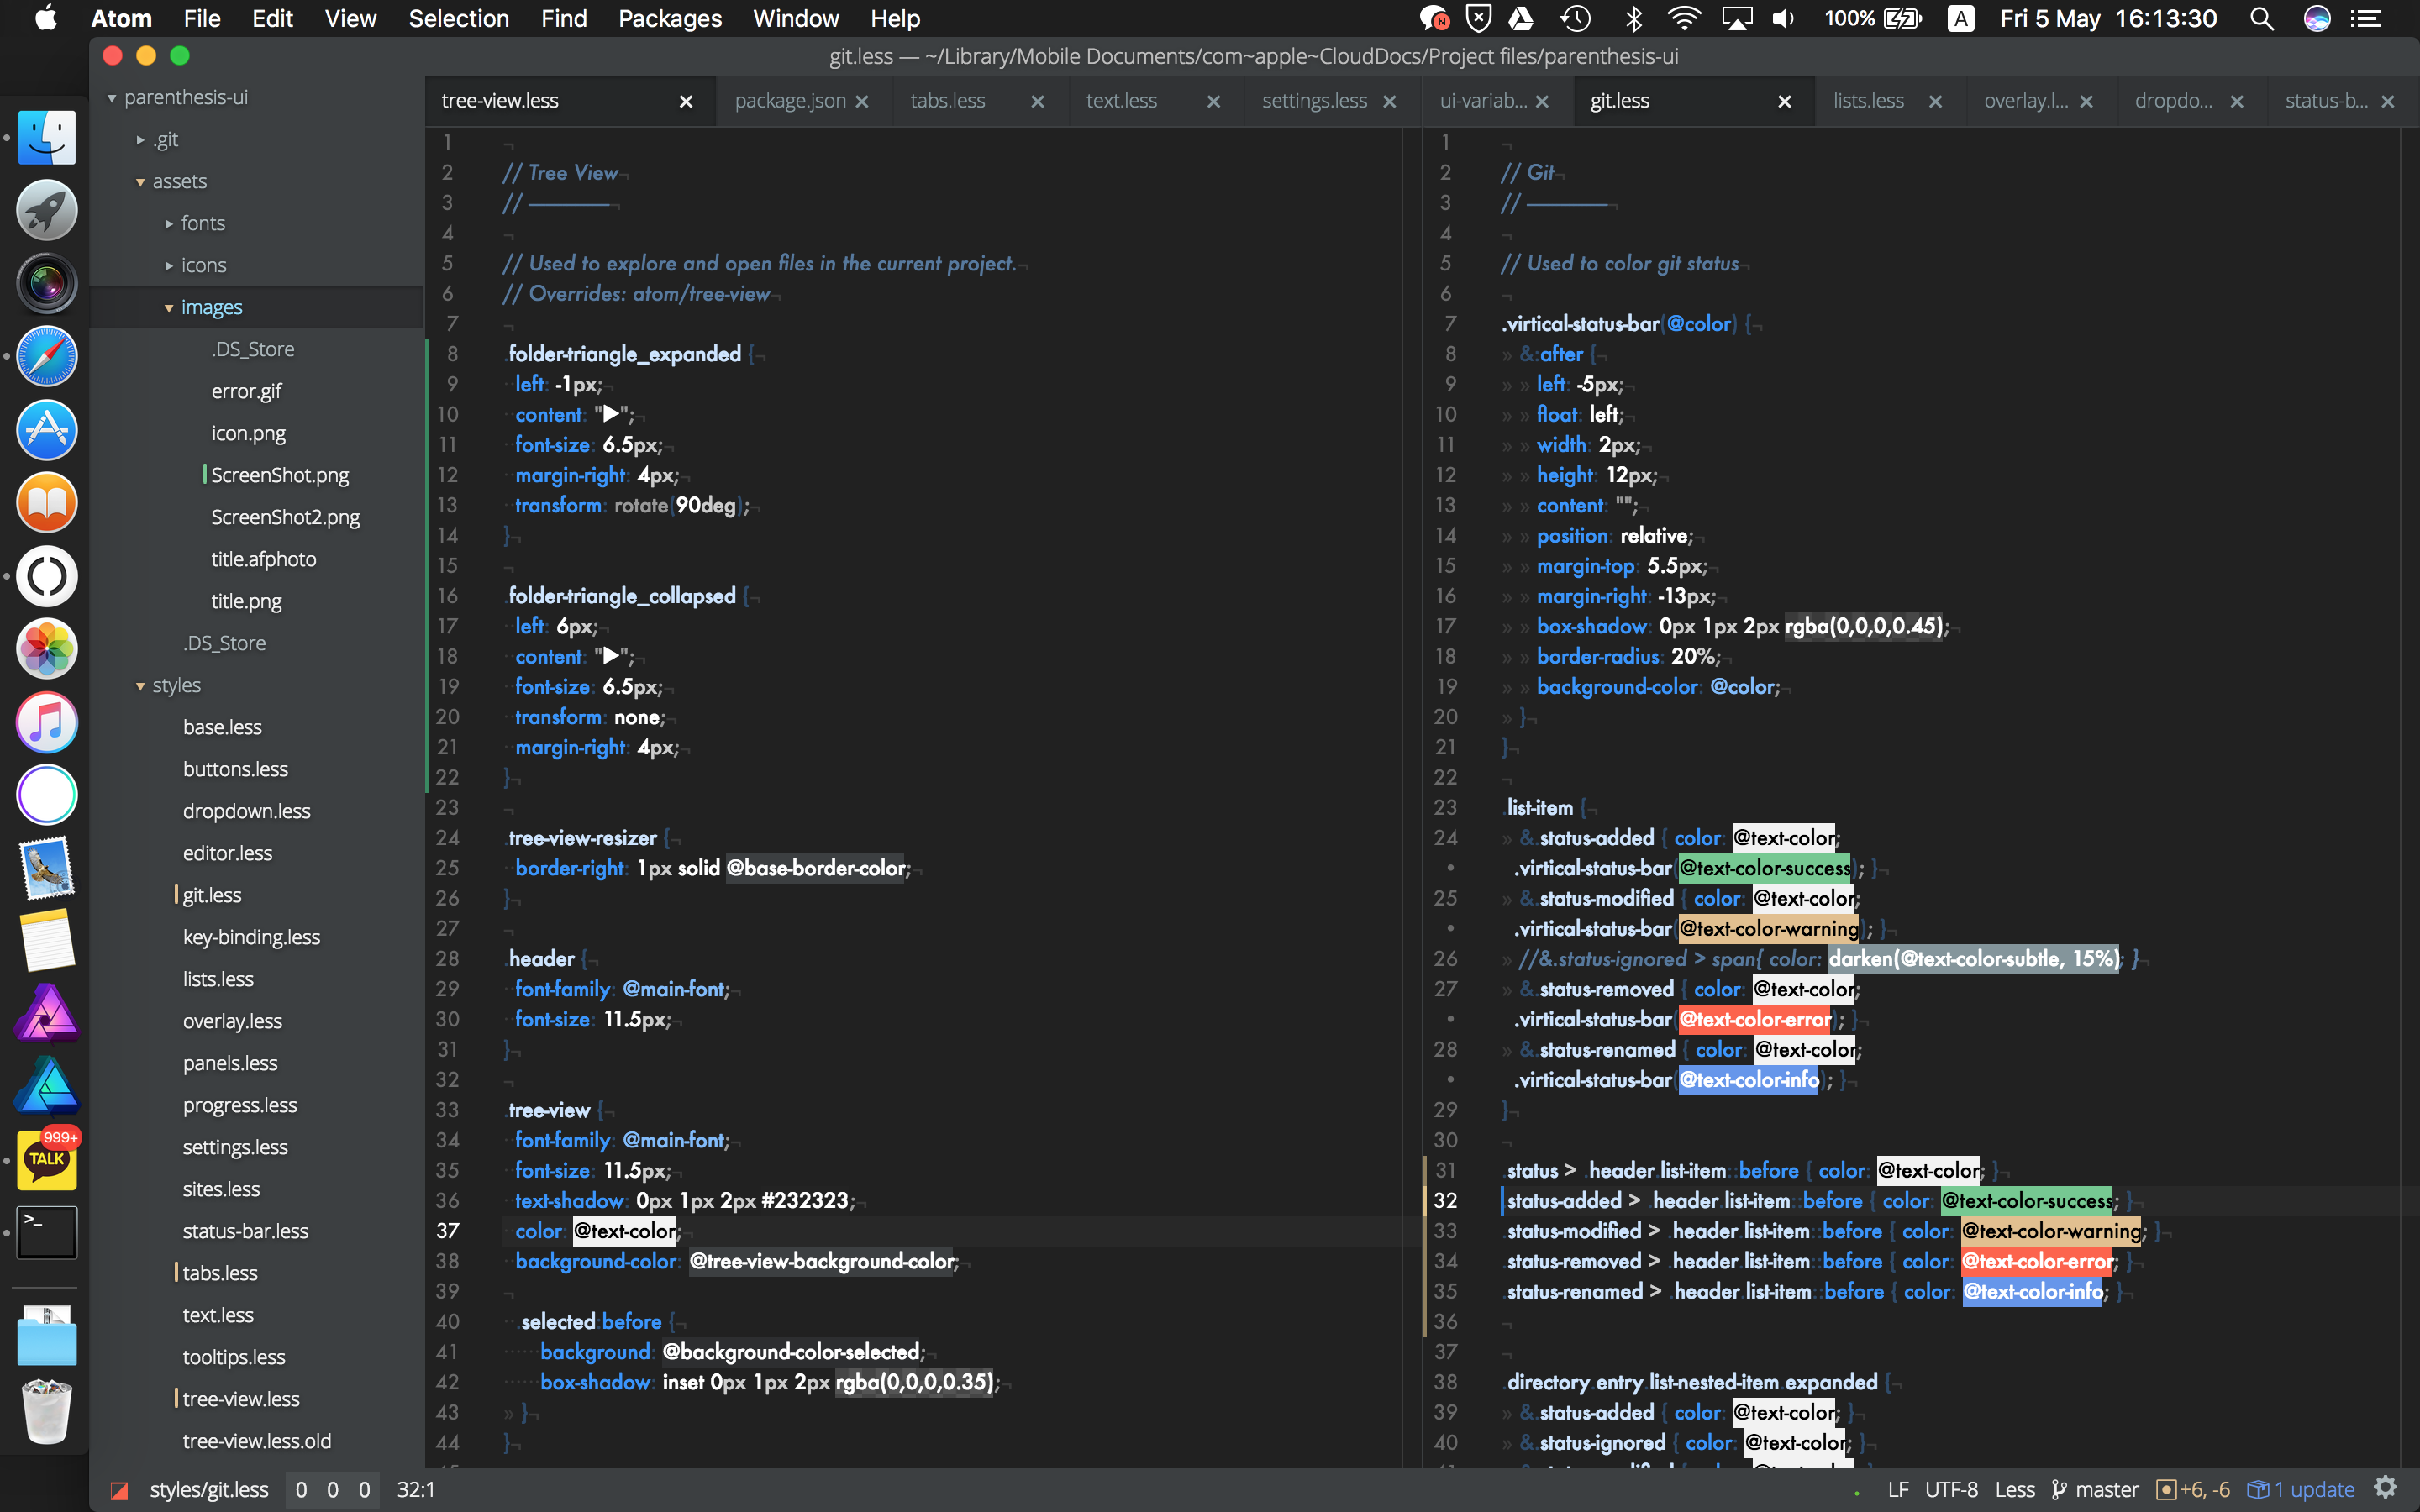 Atom File Edit View Selection Find Packages Window Help
100% A Fri 5 May 16:13:30
git.less — ~/Library/Mobile Documents/com~apple~CloudDocs/Project files/parenthesis-ui
parenthesis-ui
.git
assets
fonts
icons
images
.DS_Store
error.gif
icon.png
ScreenShot.png
ScreenShot2.png
title.afphoto
title.png
.DS_Store
styles
base.less
buttons.less
dropdown.less
editor.less
git.less
key-binding.less
lists.less
overlay.less
panels.less
progress.less
settings.less
sites.less
status-bar.less
tabs.less
text.less
tooltips.less
tree-view.less
tree-view.less.old
999+
TALK
>_
tree-view.less package.json tabs.less text.less settings.less
1
2 // Tree View
3 // ————
4
5 // Used to explore and open files in the current project.
6 // Overrides: atom/tree-view
7
8 .folder-triangle_expanded {
9 left: -1px;
10 content: "▶";
11 font-size: 6.5px;
12 margin-right: 4px;
13 transform: rotate(90deg);
14 }
15
16 .folder-triangle_collapsed {
17 left: 6px;
18 content: "▶";
19 font-size: 6.5px;
20 transform: none;
21 margin-right: 4px;
22 }
23
24 .tree-view-resizer {
25 border-right: 1px solid @base-border-color;
26 }
27
28 .header {
29 font-family: @main-font;
30 font-size: 11.5px;
31 }
32
33 .tree-view {
34 font-family: @main-font;
35 font-size: 11.5px;
36 text-shadow: 0px 1px 2px #232323;
37 color: @text-color;
38 background-color: @tree-view-background-color;
39
40 .selected:before {
41 background: @background-color-selected;
42 box-shadow: inset 0px 1px 2px rgba(0,0,0,0.35);
43 » }
44 }
ui-variab... git.less lists.less overlay.l... dropdo... status-b...
1
2 // Git
3 // ————
4
5 // Used to color git status
6
7 .virtical-status-bar(@color) {
8 » &:after {
9 » » left: -5px;
10 » » float: left;
11 » » width: 2px;
12 » » height: 12px;
13 » » content: "";
14 » » position: relative;
15 » » margin-top: 5.5px;
16 » » margin-right: -13px;
17 » » box-shadow: 0px 1px 2px rgba(0,0,0,0.45);
18 » » border-radius: 20%;
19 » » background-color: @color;
20 » }
21 }
22
23 .list-item {
24 » &.status-added { color: @text-color;
• .virtical-status-bar(@text-color-success); }
25 » &.status-modified { color: @text-color;
• .virtical-status-bar(@text-color-warning); }
26 » //&.status-ignored > span{ color: darken(@text-color-subtle, 15%); }
27 » &.status-removed { color: @text-color;
• .virtical-status-bar(@text-color-error); }
28 » &.status-renamed { color: @text-color;
• .virtical-status-bar(@text-color-info); }
29 }
30
31 .status > .header.list-item::before { color: @text-color; }
32 .status-added > .header.list-item::before { color: @text-color-success; }
33 .status-modified > .header.list-item::before { color: @text-color-warning; }
34 .status-removed > .header.list-item::before { color: @text-color-error; }
35 .status-renamed > .header.list-item::before { color: @text-color-info; }
36
37
38 .directory.entry.list-nested-item.expanded {
39 » &.status-added { color: @text-color; }
40 » &.status-ignored { color: @text-color; }
styles/git.less 0 0 0 32:1
LF UTF-8 Less master +6, -6 1 update